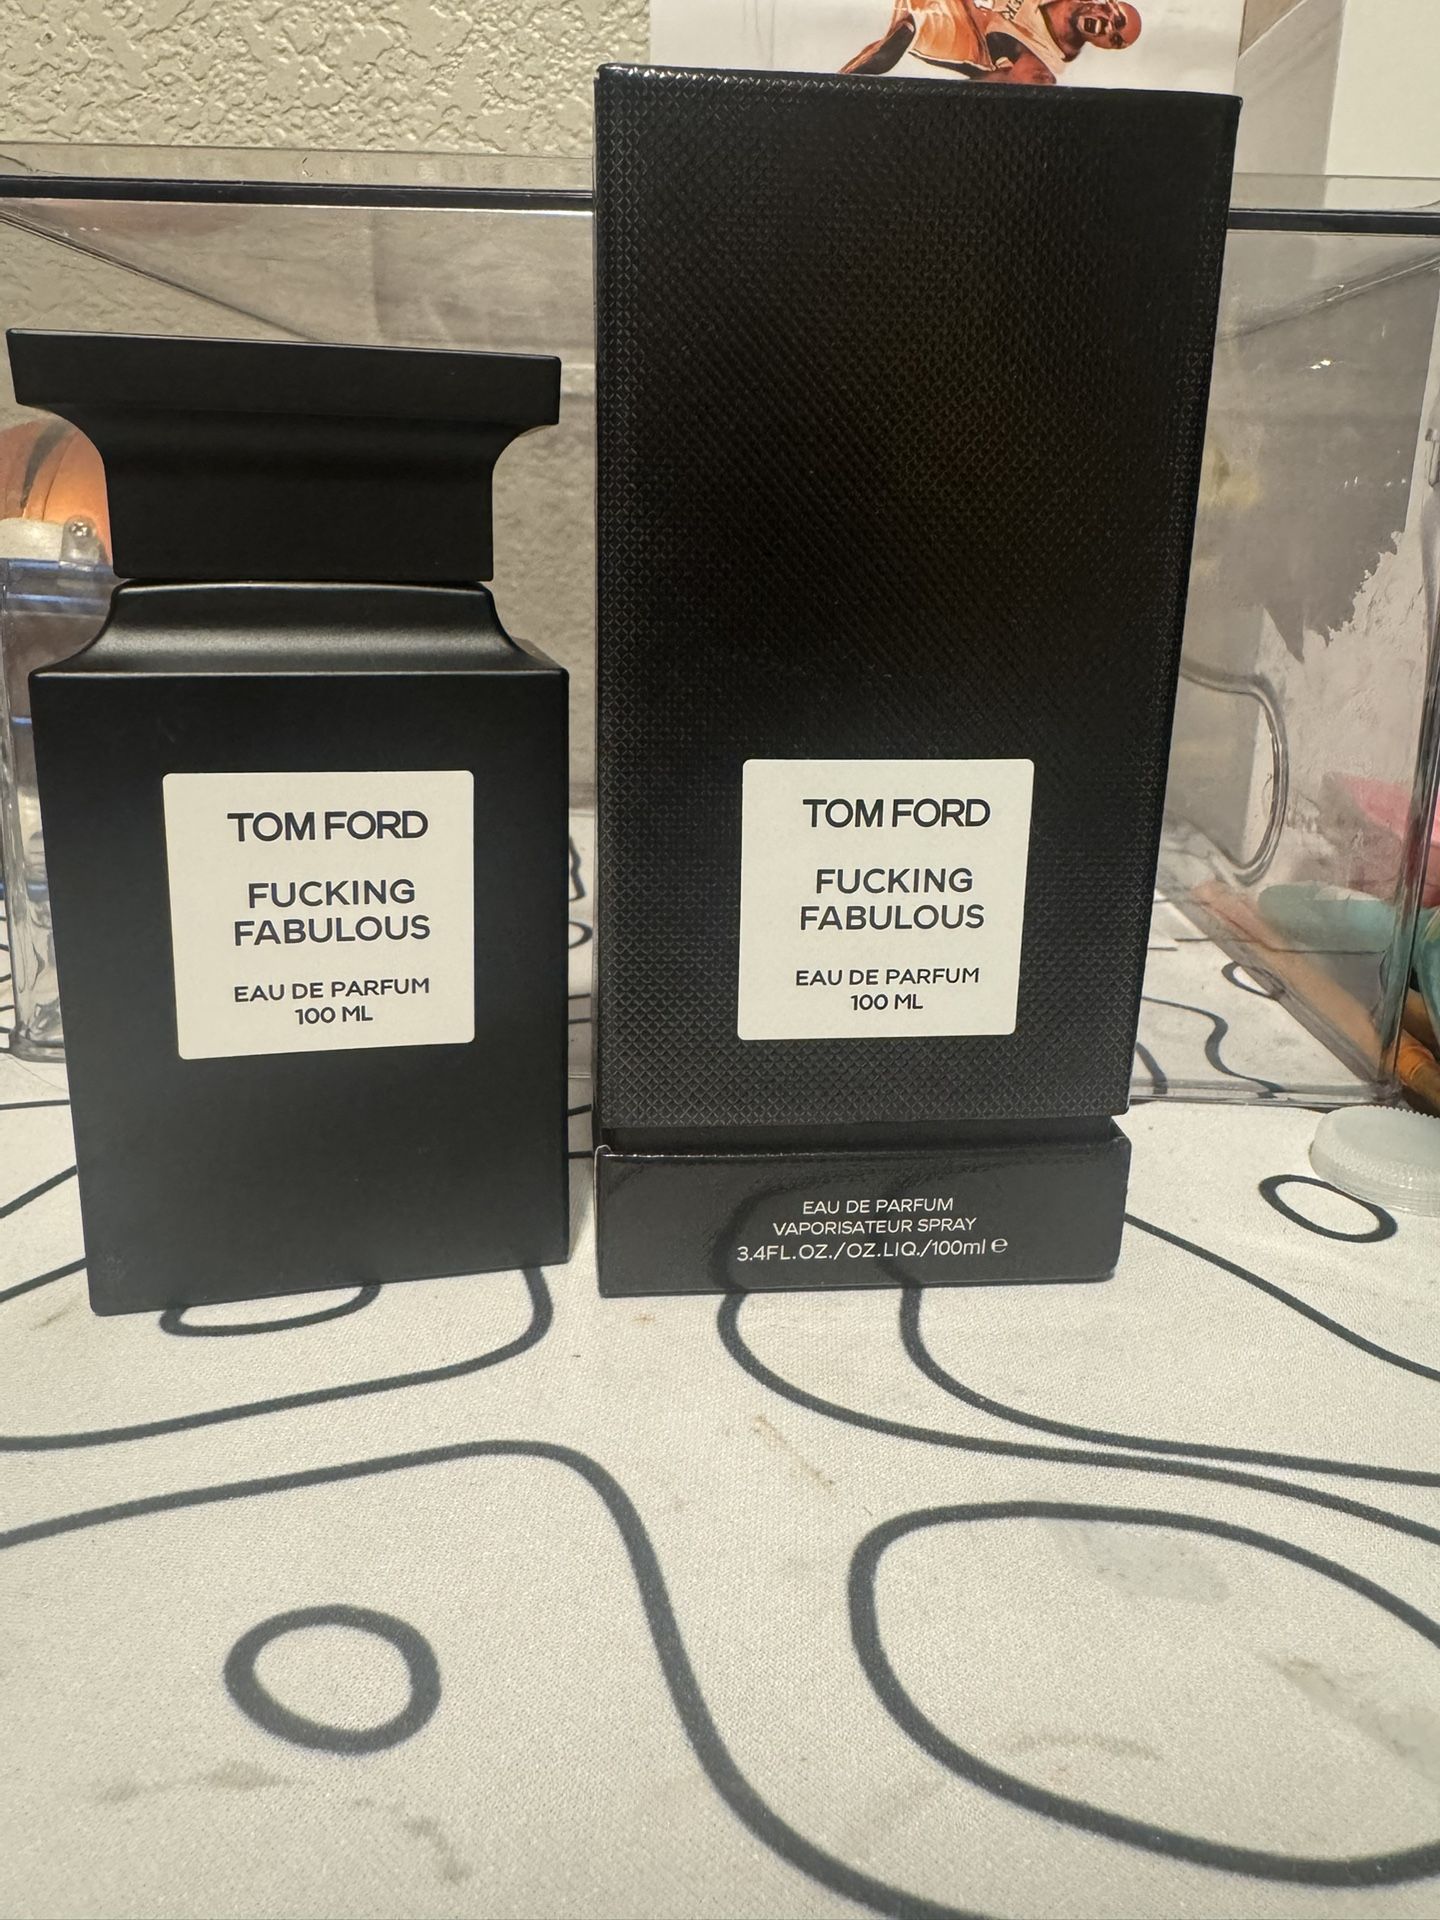 TOM FORD
FUCKING
FABULOUS
EAU DE PARFUM
100 ML
TOM FORD
FUCKING
FABULOUS
EAU DE PARFUM
100 ML
EAU DE PARFUM
VAPORISATEUR SPRAY
3.4FL.OZ./OZ.LIQ./100ml ℮